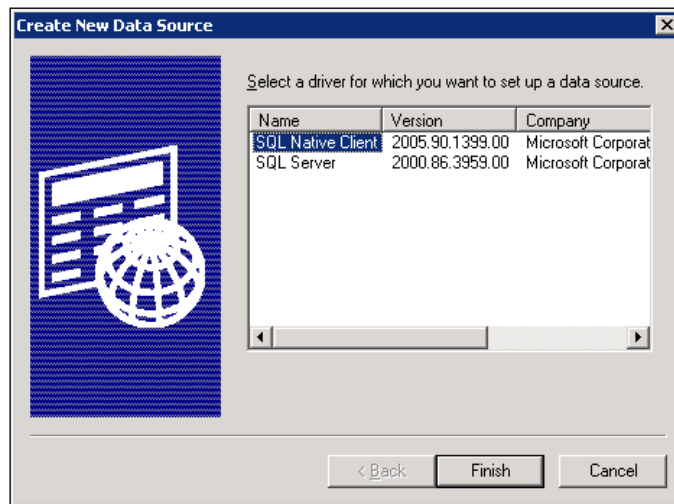 Create New Data Source
Select a driver for which you want to set up a data source.
Name Version Company
SQL Native Client 2005.90.1399.00 Microsoft Corporat
SQL Server 2000.86.3959.00 Microsoft Corporat
< Back Finish Cancel